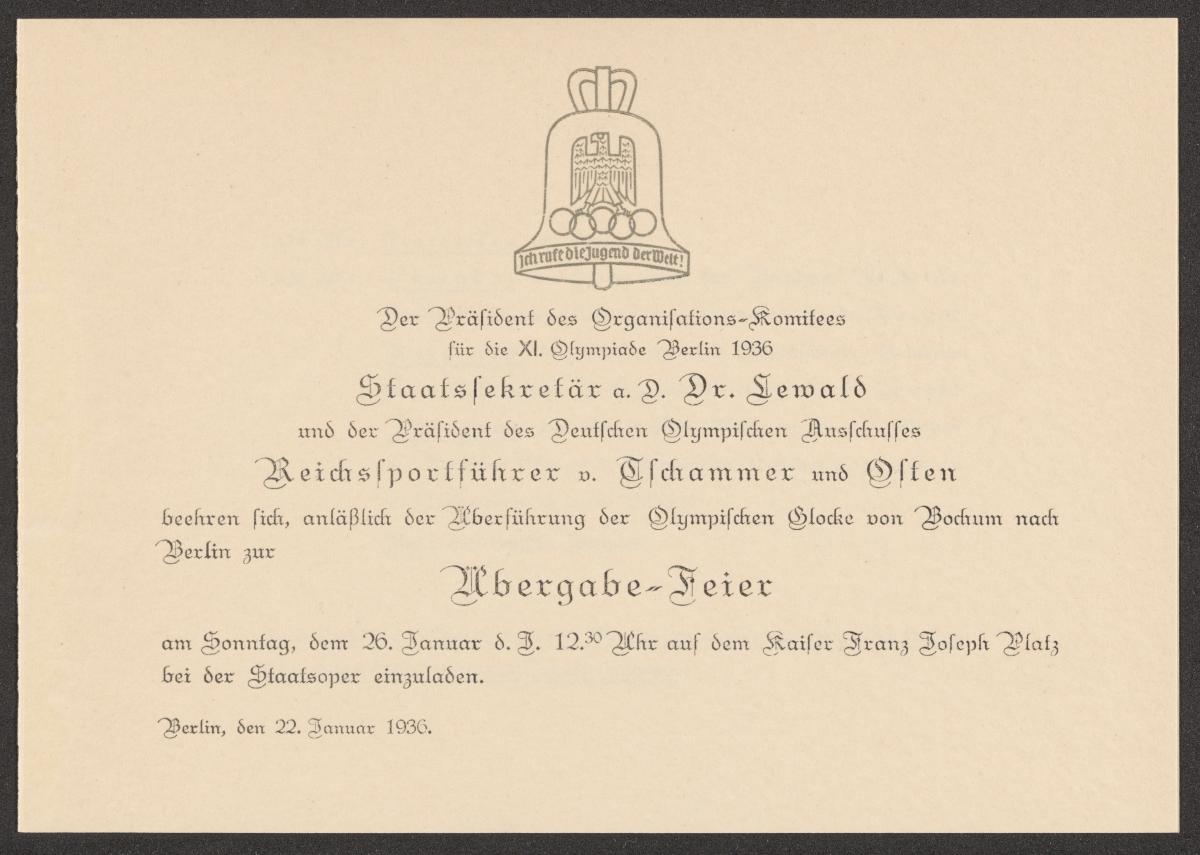 Ich rufe die Jugend der Welt!
Der Präſident des Organiſations-Komitees
für die XI. Olympiade Berlin 1936
Staatsſekretär a. D. Dr. Lewald
und der Präſident des Deutſchen Olympiſchen Ausſchuſſes
Reichsſportführer v. Tſchammer und Oſten
beehren ſich, anläßlich der Überführung der Olympiſchen Glocke von Bochum nach
Berlin zur
Übergabe-Feier
am Sonntag, dem 26. Januar d. J. 12.³⁰ Uhr auf dem Kaiſer Franz Joſeph Platz
bei der Staatsoper einzuladen.
Berlin, den 22. Januar 1936.